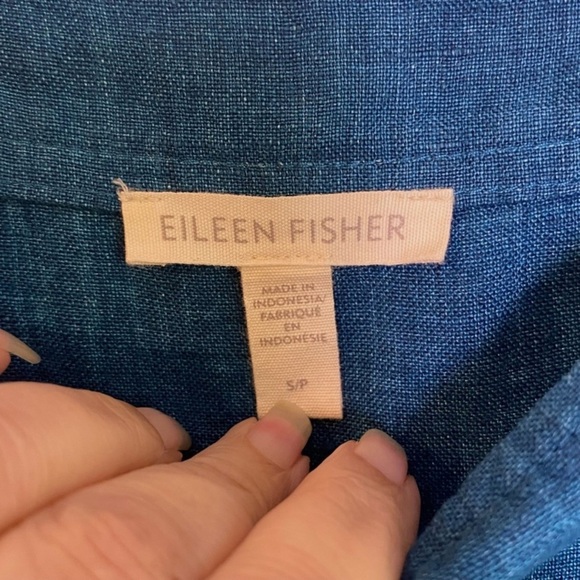 EILEEN FISHER
MADE IN
INDONESIA/
FABRIQUÉ
EN
INDONESIE
S/P